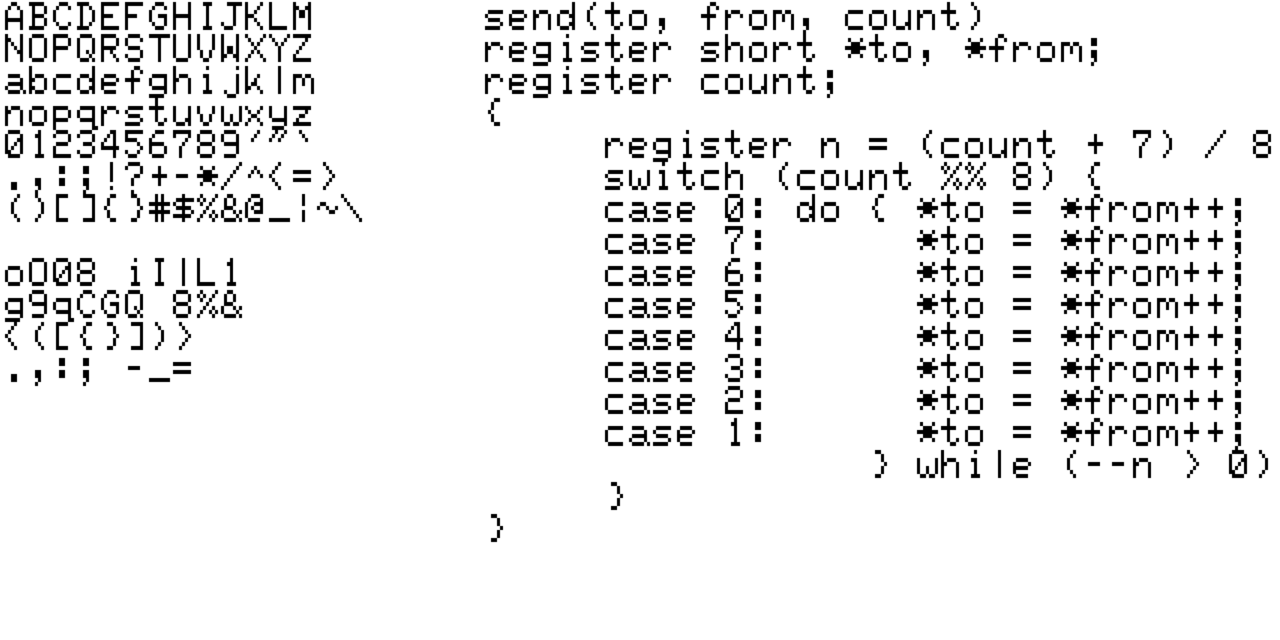 ABCDEFGHIJKLM
NOPQRSTUVWXYZ
abcdefghijklm
nopqrstuvwxyz
0123456789'"`
.,:;!?+-*/^<=>
()[]{}#$%&@_|~\
oO08 iIlL1
g9qCGQ 8%&
<([{}])>
.,:; -_=
send(to, from, count)
register short *to, *from;
register count;
{
register n = (count + 7) / 8
switch (count %% 8) {
case 0: do { *to = *from++;
case 7: *to = *from++;
case 6: *to = *from++;
case 5: *to = *from++;
case 4: *to = *from++;
case 3: *to = *from++;
case 2: *to = *from++;
case 1: *to = *from++;
} while (--n > 0)
}
}